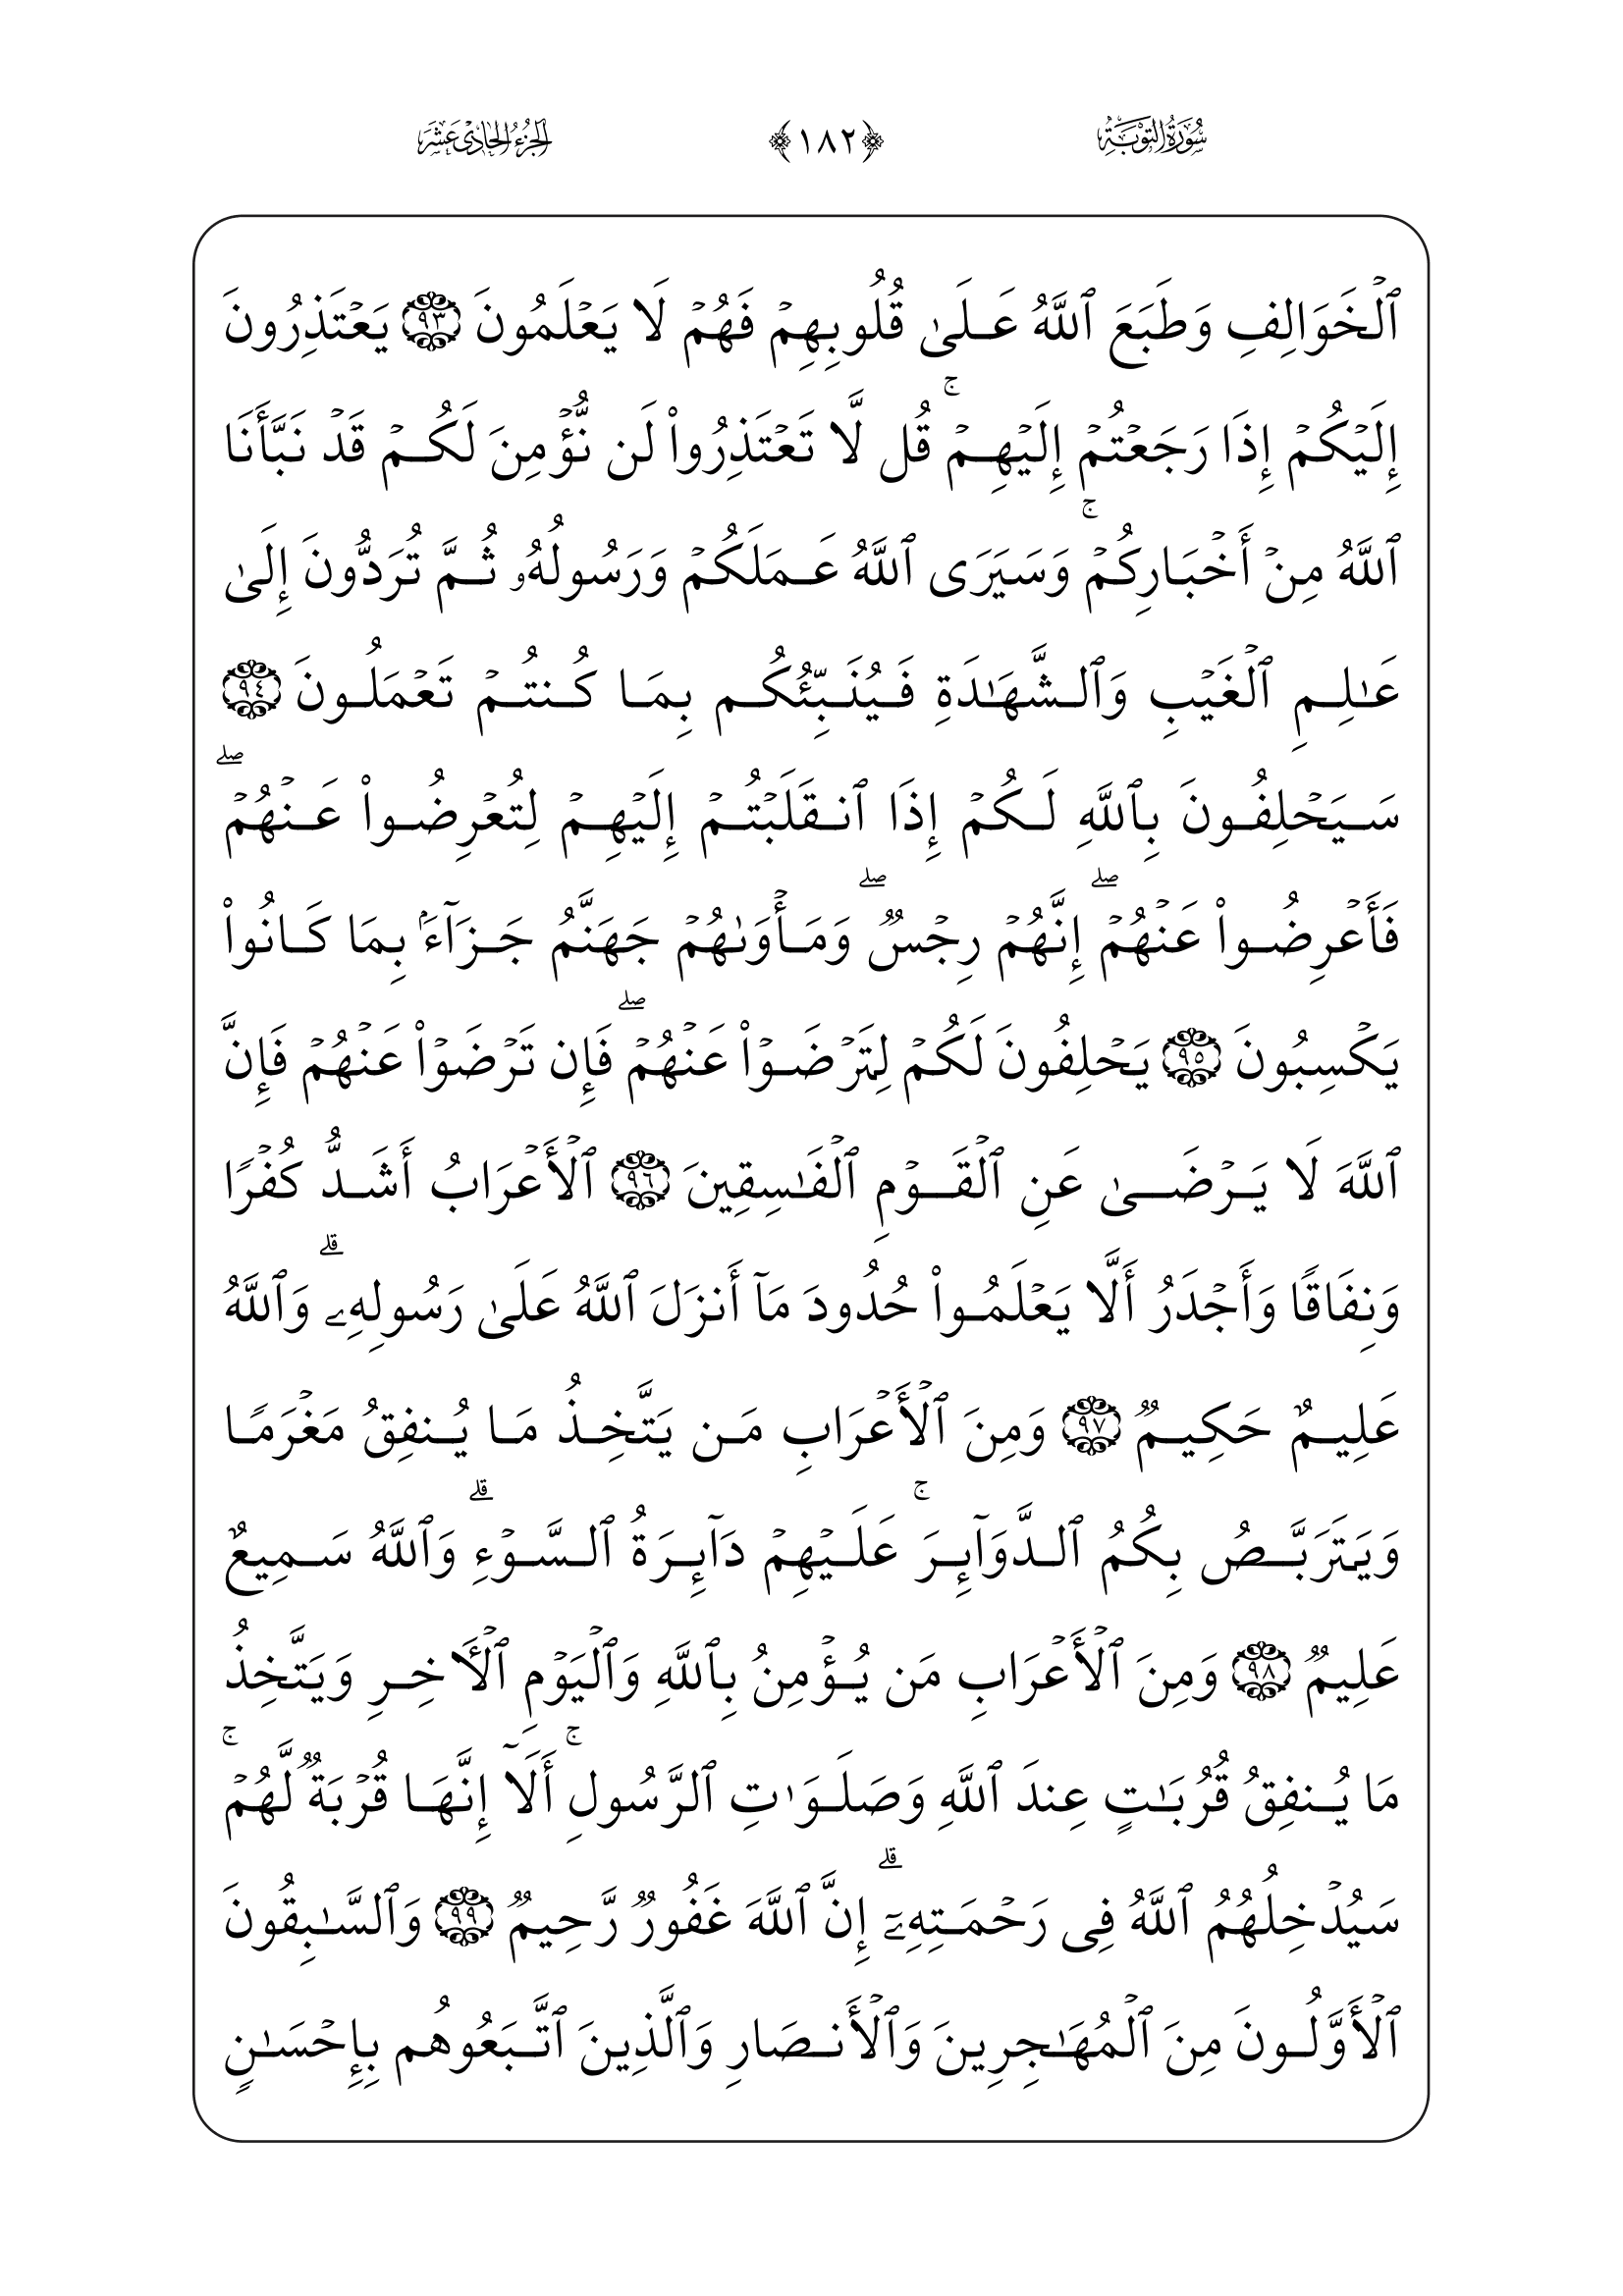 سُورَةُ التَّوْبَةِ ﴿١٨٢﴾ الجُزْءُ الحَادِي عَشَرَ
ٱلۡخَوَالِفِ وَطَبَعَ ٱللَّهُ عَلَىٰ قُلُوبِهِمۡ فَهُمۡ لَا يَعۡلَمُونَ ٩٣ يَعۡتَذِرُونَ
إِلَيۡكُمۡ إِذَا رَجَعۡتُمۡ إِلَيۡهِمۡۚ قُل لَّا تَعۡتَذِرُواْ لَن نُّؤۡمِنَ لَكُمۡ قَدۡ نَبَّأَنَا
ٱللَّهُ مِنۡ أَخۡبَارِكُمۡۚ وَسَيَرَى ٱللَّهُ عَمَلَكُمۡ وَرَسُولُهُۥ ثُمَّ تُرَدُّونَ إِلَىٰ
عَٰلِمِ ٱلۡغَيۡبِ وَٱلشَّهَٰدَةِ فَيُنَبِّئُكُم بِمَا كُنتُمۡ تَعۡمَلُونَ ٩٤
سَيَحۡلِفُونَ بِٱللَّهِ لَكُمۡ إِذَا ٱنقَلَبۡتُمۡ إِلَيۡهِمۡ لِتُعۡرِضُواْ عَنۡهُمۡۖ
فَأَعۡرِضُواْ عَنۡهُمۡۖ إِنَّهُمۡ رِجۡسٞۖ وَمَأۡوَىٰهُمۡ جَهَنَّمُ جَزَآءَۢ بِمَا كَانُواْ
يَكۡسِبُونَ ٩٥ يَحۡلِفُونَ لَكُمۡ لِتَرۡضَوۡاْ عَنۡهُمۡۖ فَإِن تَرۡضَوۡاْ عَنۡهُمۡ فَإِنَّ
ٱللَّهَ لَا يَرۡضَىٰ عَنِ ٱلۡقَوۡمِ ٱلۡفَٰسِقِينَ ٩٦ ٱلۡأَعۡرَابُ أَشَدُّ كُفۡرٗا
وَنِفَاقٗا وَأَجۡدَرُ أَلَّا يَعۡلَمُواْ حُدُودَ مَآ أَنزَلَ ٱللَّهُ عَلَىٰ رَسُولِهِۦۗ وَٱللَّهُ
عَلِيمٌ حَكِيمٞ ٩٧ وَمِنَ ٱلۡأَعۡرَابِ مَن يَتَّخِذُ مَا يُنفِقُ مَغۡرَمٗا
وَيَتَرَبَّصُ بِكُمُ ٱلدَّوَآئِرَۚ عَلَيۡهِمۡ دَآئِرَةُ ٱلسَّوۡءِۗ وَٱللَّهُ سَمِيعٌ
عَلِيمٞ ٩٨ وَمِنَ ٱلۡأَعۡرَابِ مَن يُؤۡمِنُ بِٱللَّهِ وَٱلۡيَوۡمِ ٱلۡأٓخِرِ وَيَتَّخِذُ
مَا يُنفِقُ قُرُبَٰتٍ عِندَ ٱللَّهِ وَصَلَوَٰتِ ٱلرَّسُولِۚ أَلَآ إِنَّهَا قُرۡبَةٞ لَّهُمۡۚ
سَيُدۡخِلُهُمُ ٱللَّهُ فِي رَحۡمَتِهِۦٓۗ إِنَّ ٱللَّهَ غَفُورٞ رَّحِيمٞ ٩٩ وَٱلسَّٰبِقُونَ
ٱلۡأَوَّلُونَ مِنَ ٱلۡمُهَٰجِرِينَ وَٱلۡأَنصَارِ وَٱلَّذِينَ ٱتَّبَعُوهُم بِإِحۡسَٰنٖ